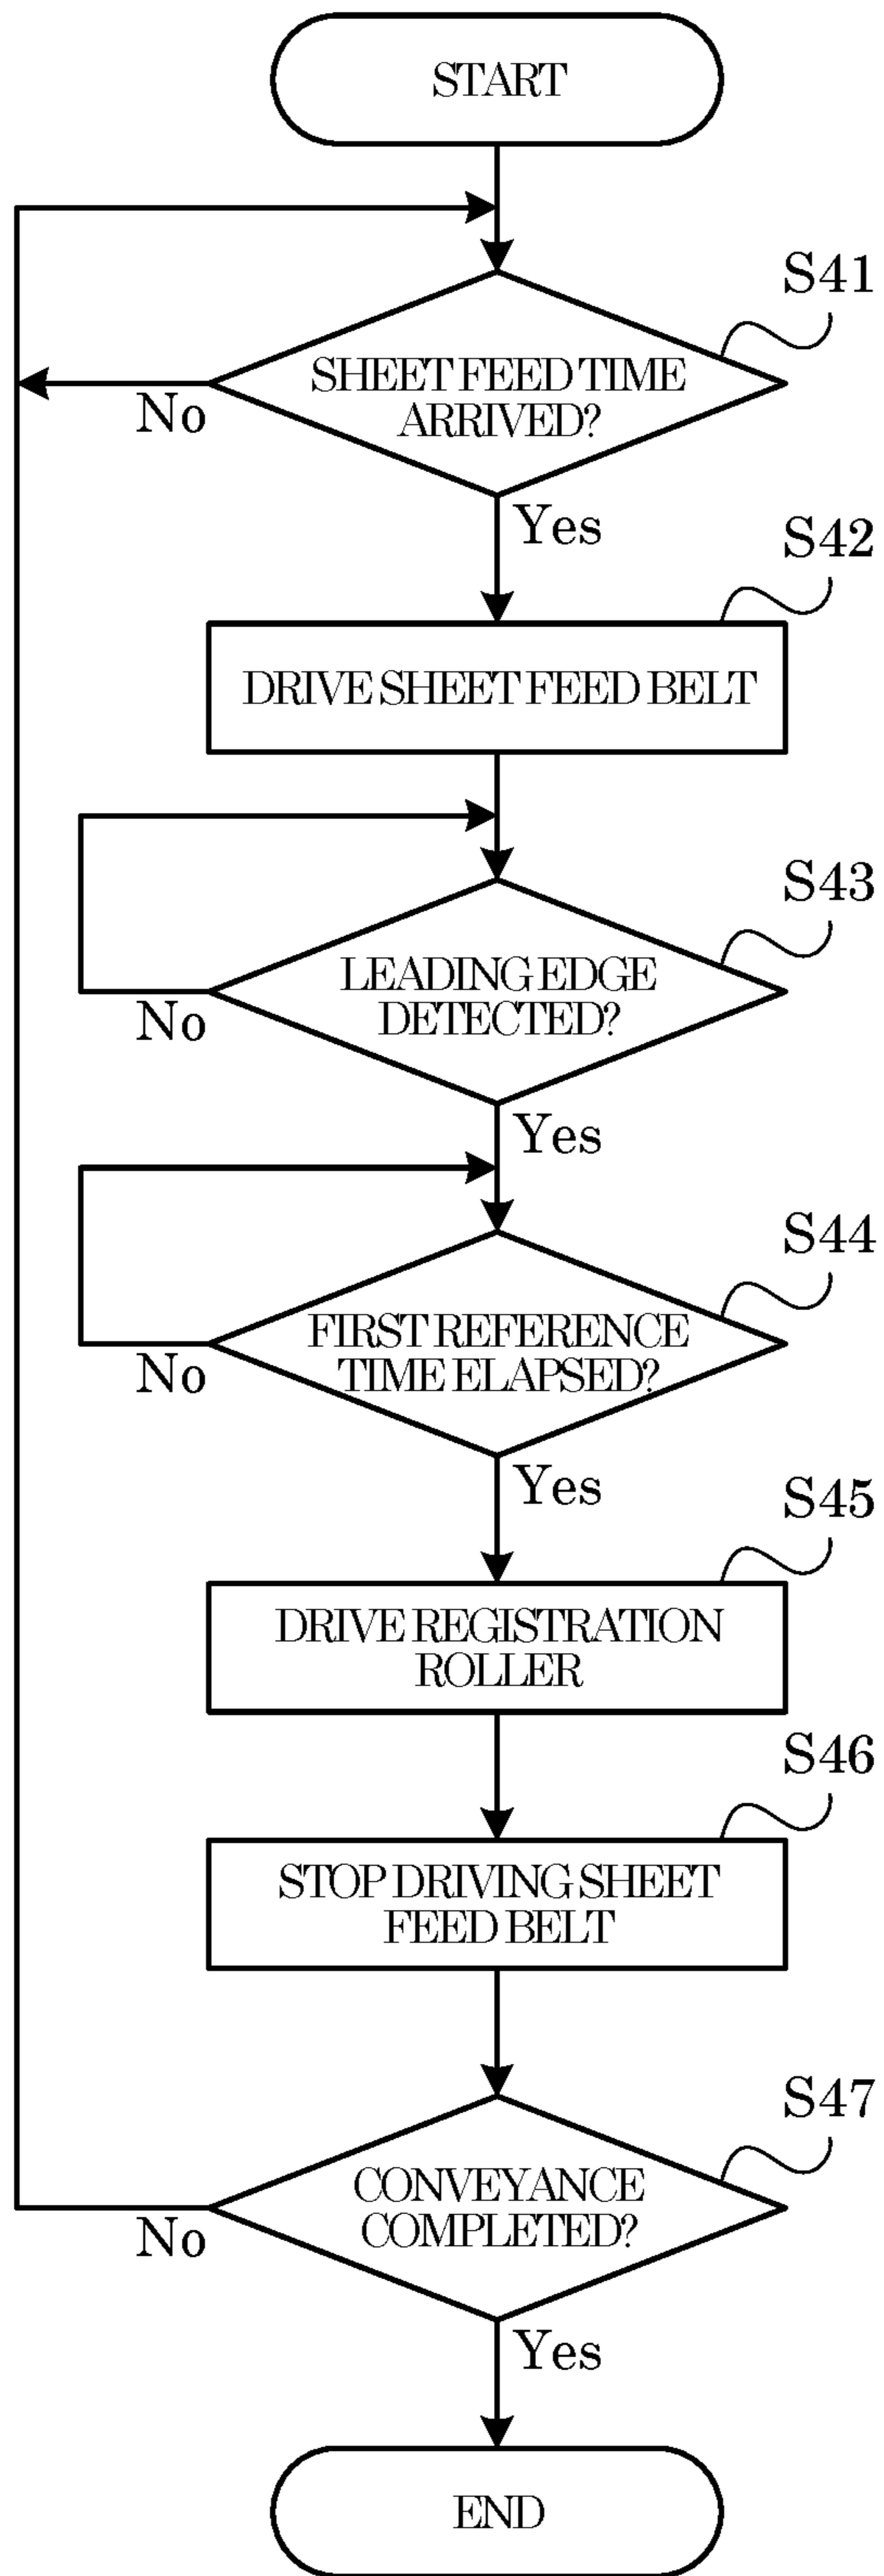 START
S41
SHEET FEED TIME
ARRIVED?
No
Yes
S42
DRIVE SHEET FEED BELT
S43
LEADING EDGE
DETECTED?
No
Yes
S44
FIRST REFERENCE
TIME ELAPSED?
No
Yes
S45
DRIVE REGISTRATION
ROLLER
S46
STOP DRIVING SHEET
FEED BELT
S47
CONVEYANCE
COMPLETED?
No
Yes
END